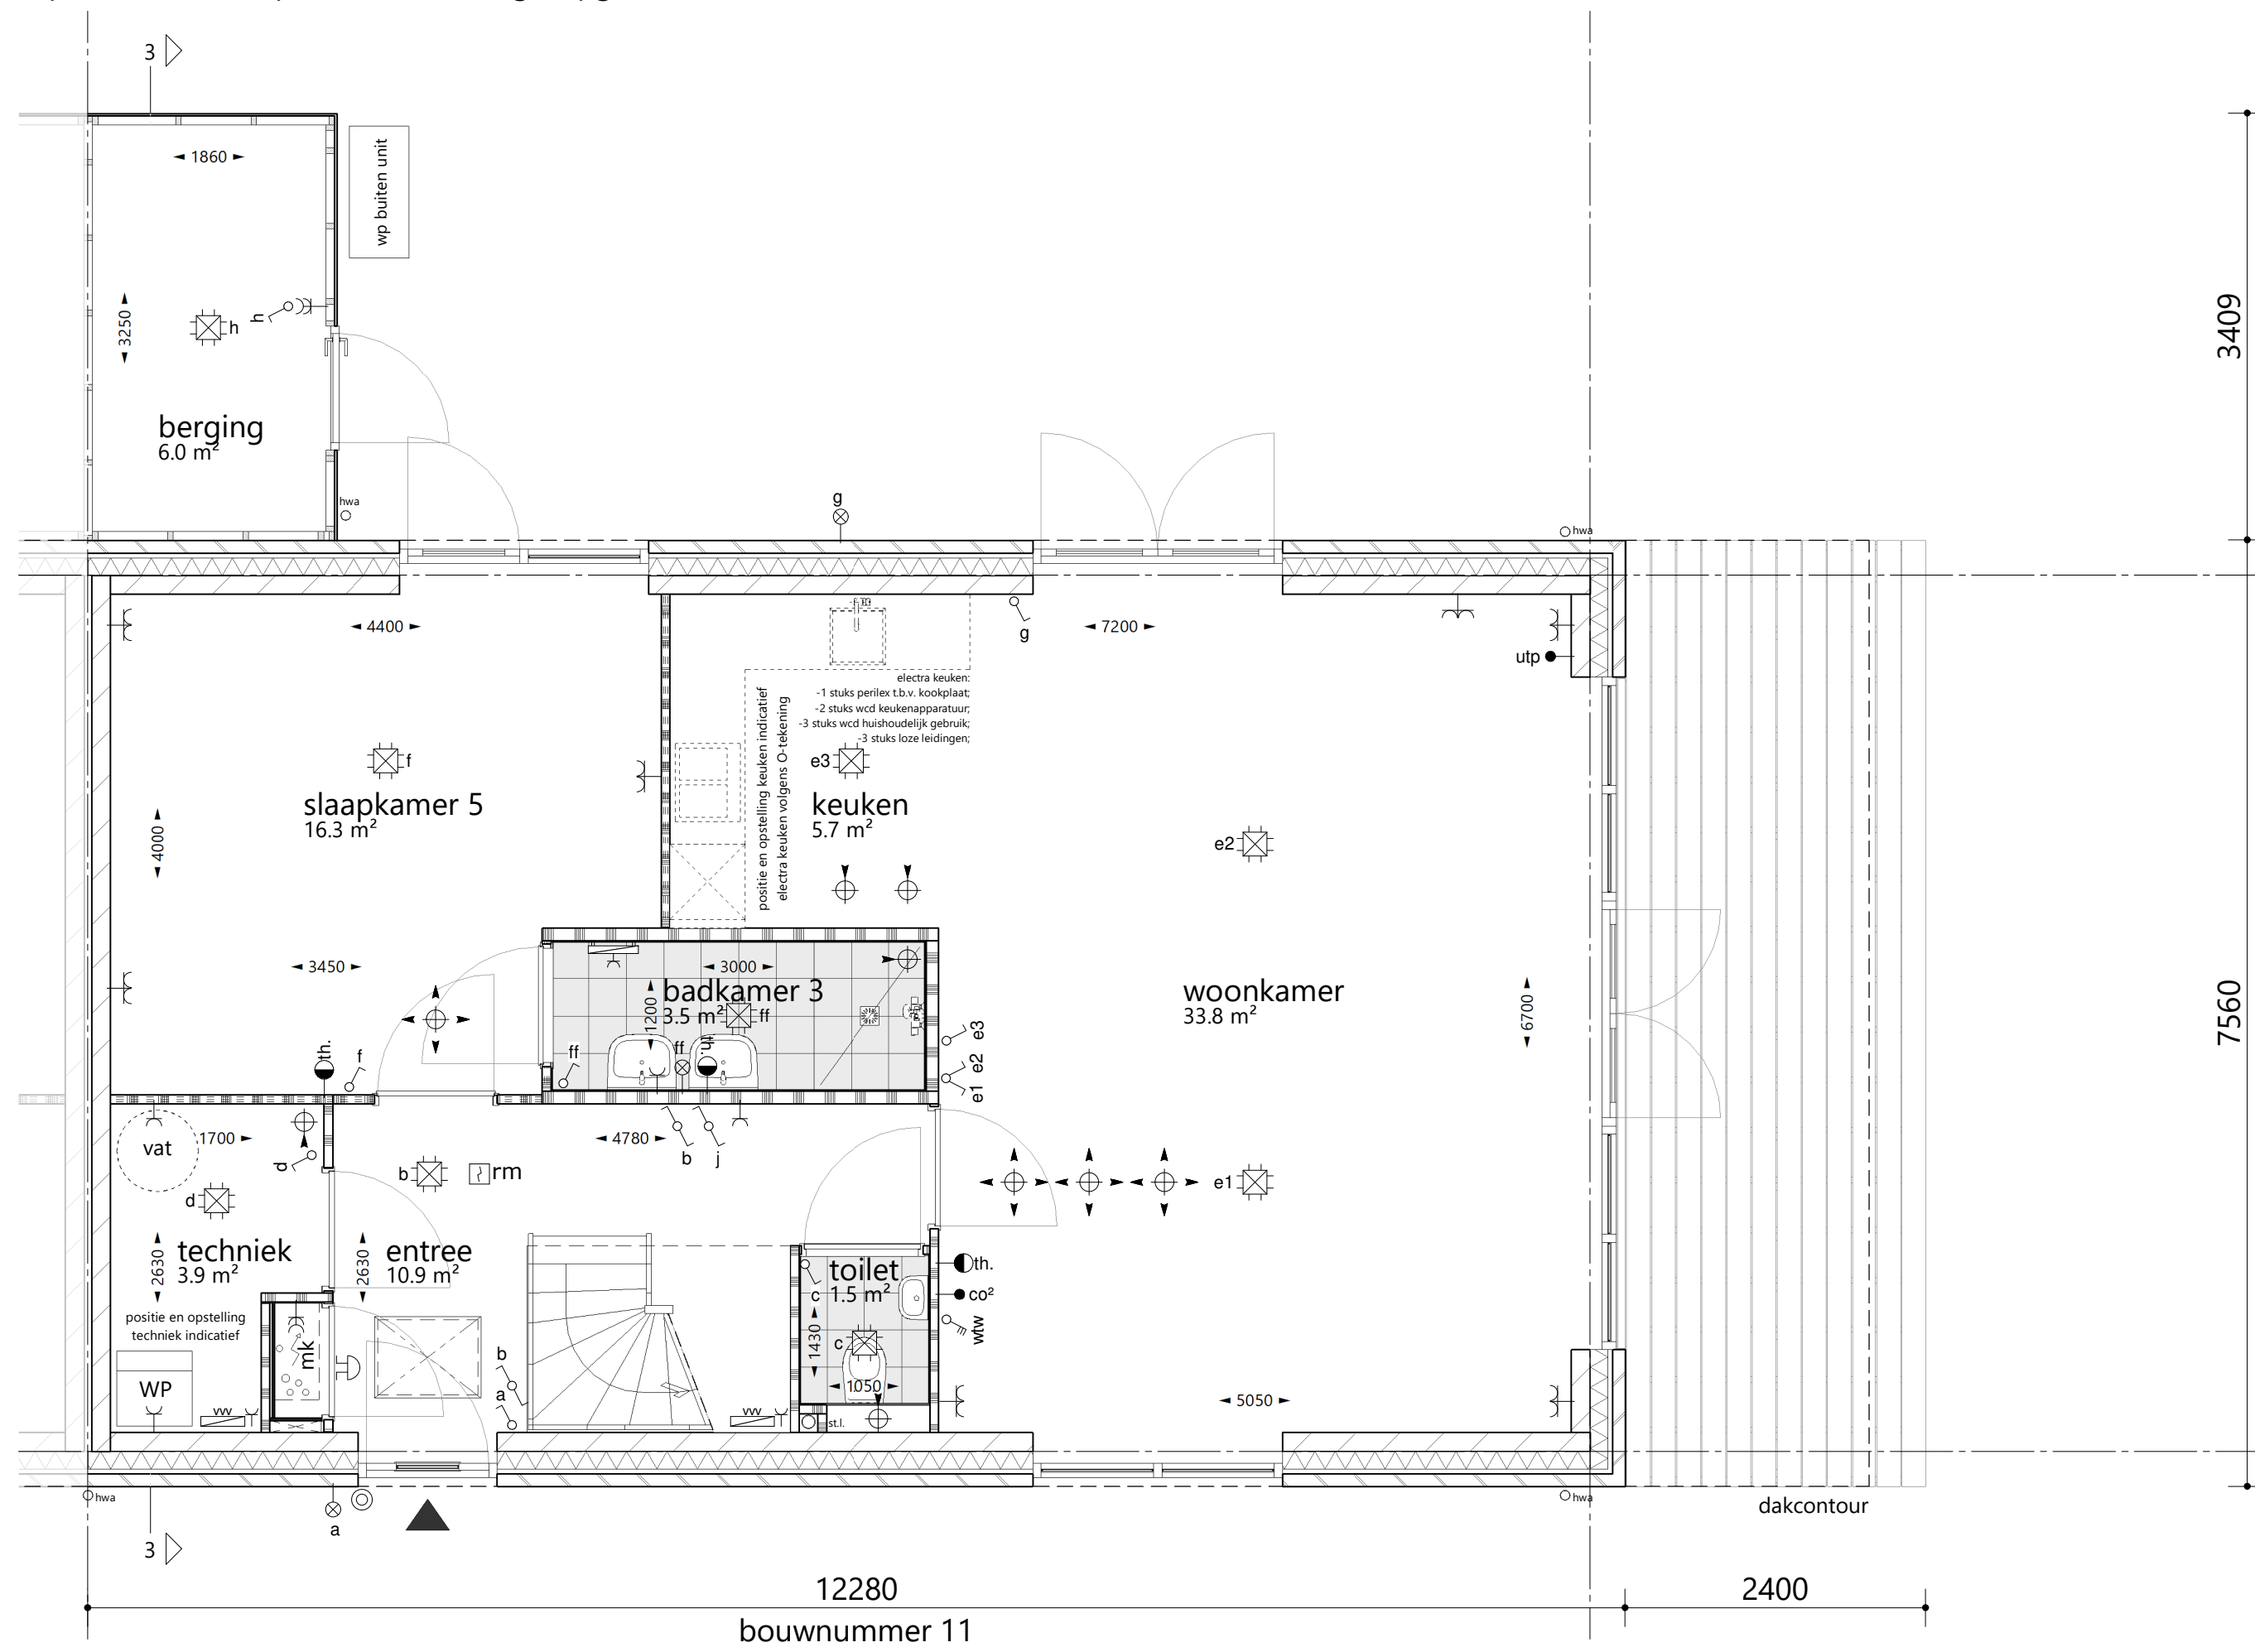 3
1860
wp buiten unit
3409
3250
h
h
berging
6.0 m²
hwa
g
hwa
4400
g
7200
utp
electra keuken:
-1 stuks perilex t.b.v. kookplaat;
-2 stuks wcd keukenapparatuur;
-3 stuks wcd huishoudelijk gebruik;
-3 stuks loze leidingen;
positie en opstelling keuken indicatief
electra keuken volgens O-tekening
f
e3
slaapkamer 5
16.3 m²
keuken
5.7 m²
4000
e2
3450
3000
badkamer 3
3.5 m²
1200
ff
woonkamer
33.8 m²
6700
7560
e3
e2
e1
th.
f
ff
ff
th.
vat
1700
d
4780
b
j
b
rm
d
e1
techniek
3.9 m²
2630
2630
entree
10.9 m²
toilet
1.5 m²
c
th.
co²
wtw
1430
c
1050
positie en opstelling
techniek indicatief
mk
b
a
WP
st.l.
5050
hwa
a
hwa
dakcontour
3
12280
2400
bouwnummer 11